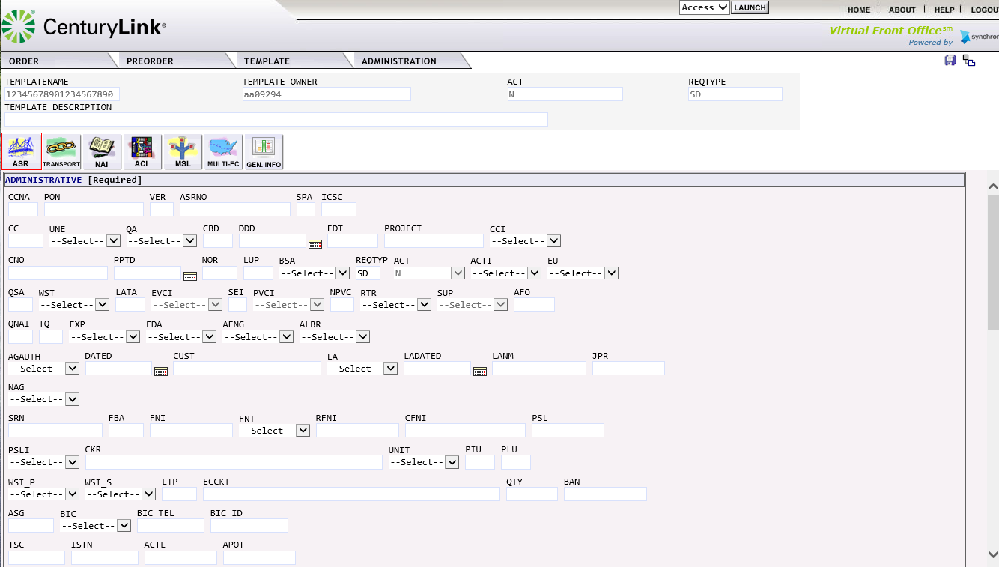 Access LAUNCH HOME | ABOUT | HELP | LOGOU
CenturyLink®
Virtual Front Office℠
Powered by synchron
ORDER PREORDER TEMPLATE ADMINISTRATION
TEMPLATENAME TEMPLATE OWNER ACT REQTYPE
12345678901234567890 aa09294 N SD
TEMPLATE DESCRIPTION
ASR TRANSPORT NAI ACI MSL MULTI-EC GEN. INFO
ADMINISTRATIVE [Required]
CCNA PON VER ASRNO SPA ICSC
CC UNE QA CBD DDD FDT PROJECT CCI
--Select-- --Select-- --Select--
CNO PPTD NOR LUP BSA REQTYP ACT ACTI EU
--Select-- SD N --Select-- --Select--
QSA WST LATA EVCI SEI PVCI NPVC RTR SUP AFO
--Select-- --Select-- --Select-- --Select-- --Select--
QNAI TQ EXP EDA AENG ALBR
--Select-- --Select-- --Select-- --Select--
AGAUTH DATED CUST LA LADATED LANM JPR
--Select-- --Select--
NAG
--Select--
SRN FBA FNI FNT RFNI CFNI PSL
--Select--
PSLI CKR UNIT PIU PLU
--Select-- --Select--
WSI_P WSI_S LTP ECCKT QTY BAN
--Select-- --Select--
ASG BIC BIC_TEL BIC_ID
--Select--
TSC ISTN ACTL APOT